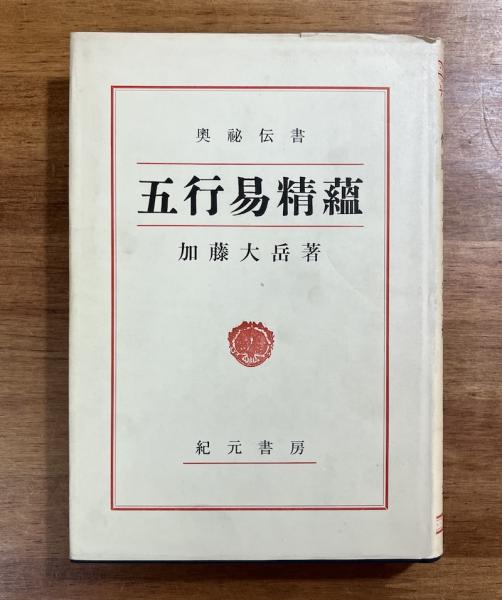 奥祕伝書
五行易精蘊
加藤大岳著
紀元書房